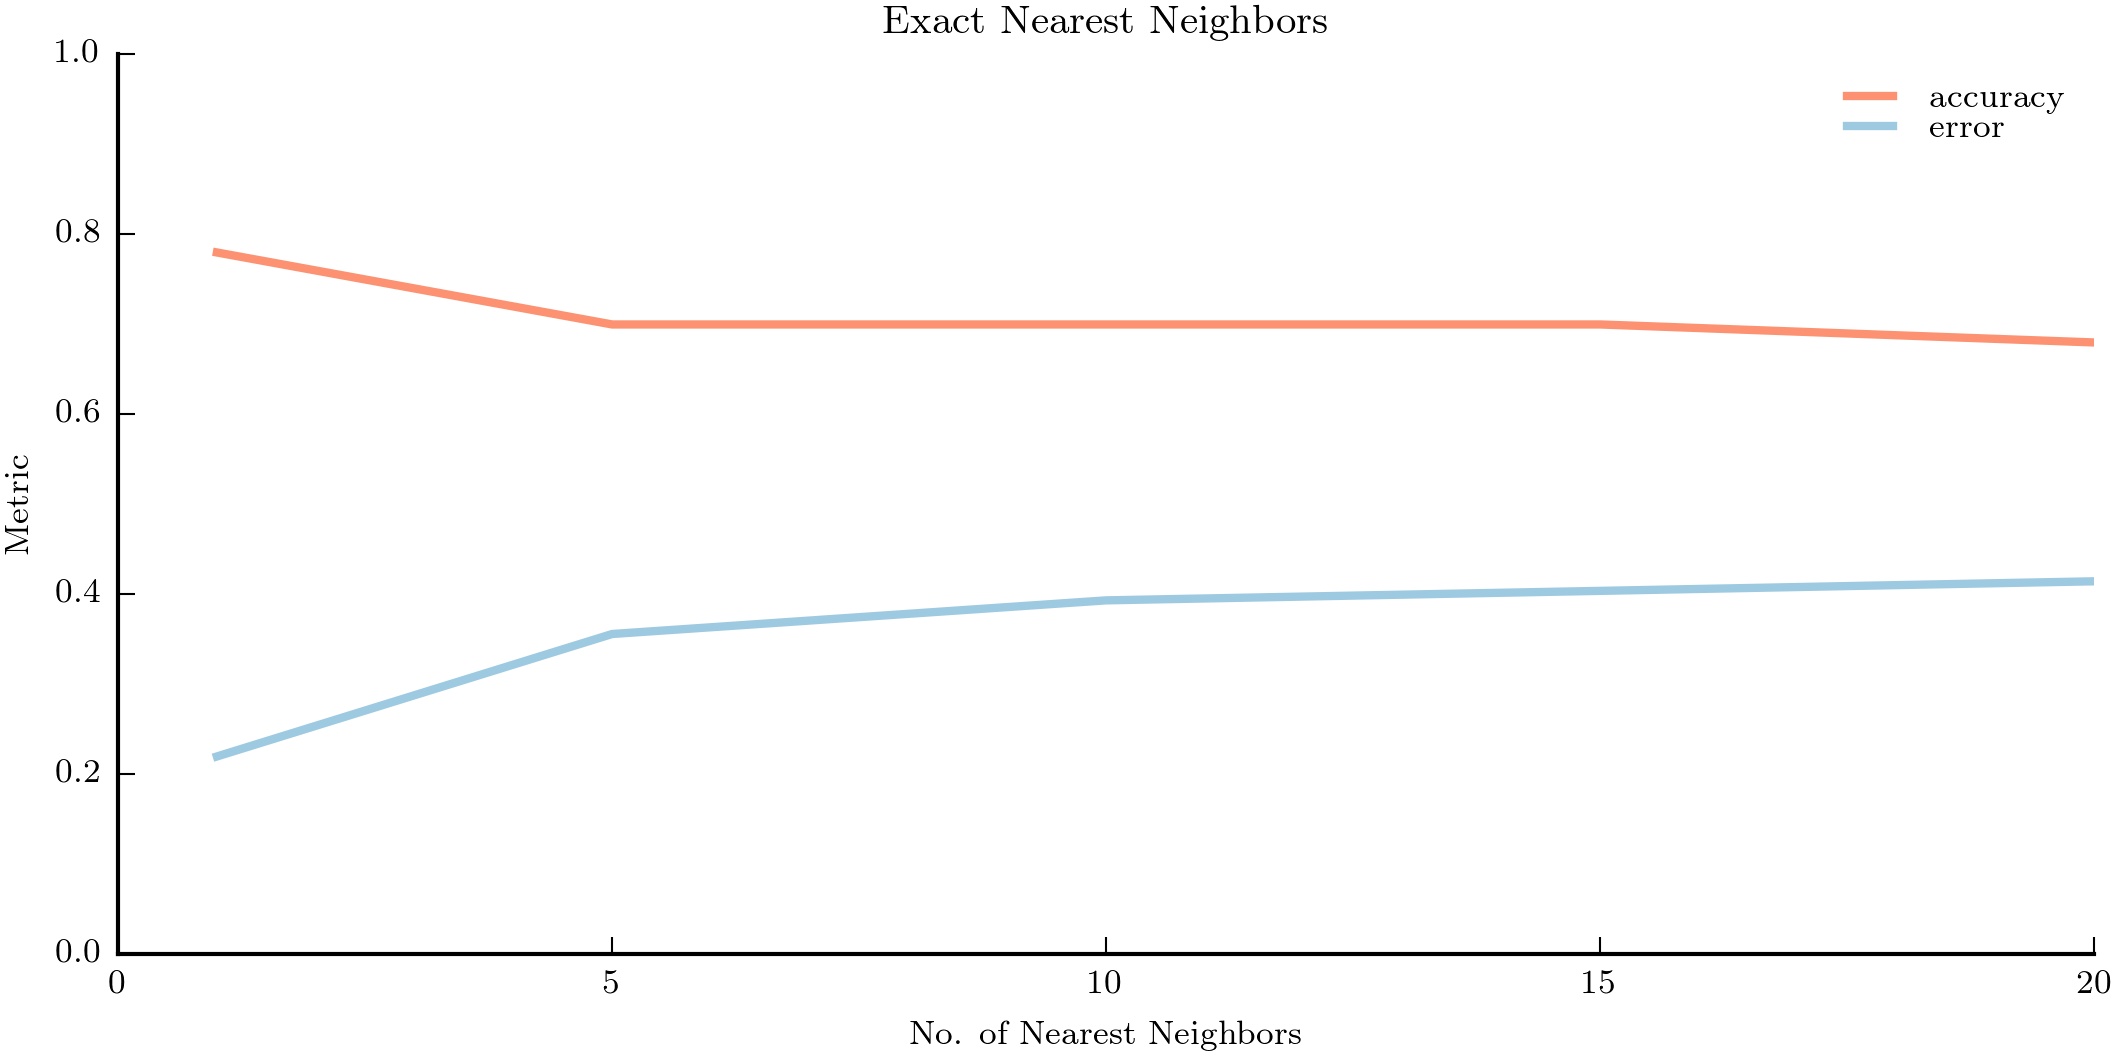 Exact Nearest Neighbors
1.0
accuracy
error
0.8
0.6
Metric
0.4
0.2
0.0
0 5 10 15 20
No. of Nearest Neighbors